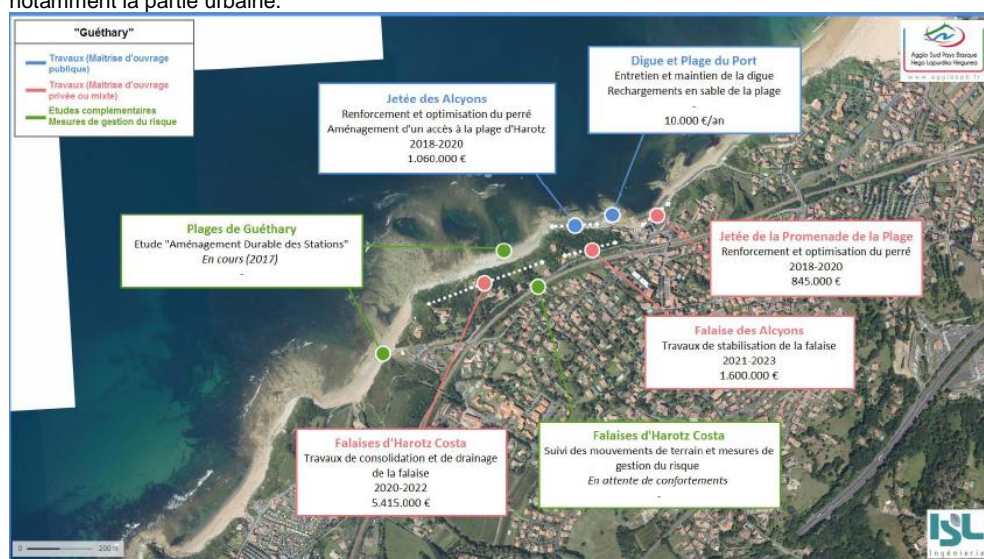 notamment la partie urbaine.
"Guéthary"
Travaux (Maîtrise d'ouvrage
publique)
Travaux (Maîtrise d'ouvrage
privée ou mixte)
Etudes complémentaires
Mesures de gestion du risque
Agglo Sud Pays Basque
Hego Lapurdiko Hirigunea
www.agglospb.fr
Digue et Plage du Port
Entretien et maintien de la digue
Rechargements en sable de la plage
-
10.000 €/an
Jetée des Alcyons
Renforcement et optimisation du perré
Aménagement d'un accès à la plage d'Harotz
2018-2020
1.060.000 €
Plages de Guéthary
Etude "Aménagement Durable des Stations"
En cours (2017)
-
Jetée de la Promenade de la Plage
Renforcement et optimisation du perré
2018-2020
845.000 €
Falaise des Alcyons
Travaux de stabilisation de la falaise
2021-2023
1.600.000 €
Falaises d'Harotz Costa
Travaux de consolidation et de drainage
de la falaise
2020-2022
5.415.000 €
Falaises d'Harotz Costa
Suivi des mouvements de terrain et mesures de
gestion du risque
En attente de confortements
-
0 200 m
ISL
Ingénierie